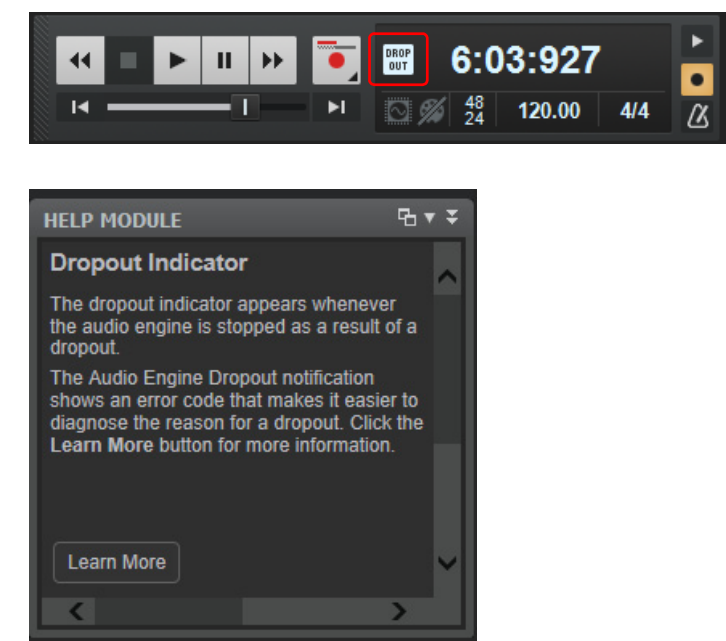 DROP
OUT
6:03:927
48
24
120.00
4/4
HELP MODULE
Dropout Indicator
The dropout indicator appears whenever
the audio engine is stopped as a result of a
dropout.
The Audio Engine Dropout notification
shows an error code that makes it easier to
diagnose the reason for a dropout. Click the
Learn More button for more information.
Learn More